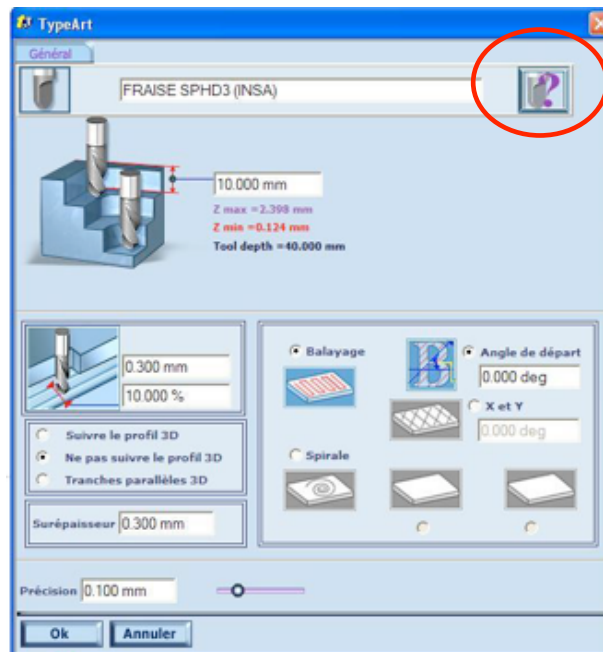 TypeArt
Général
FRAISE SPHD3 (INSA)
?
10.000 mm
Z max =2.398 mm
Z min =0.124 mm
Tool depth =40.000 mm
0.300 mm
10.000 %
Suivre le profil 3D
Ne pas suivre le profil 3D
Tranches parallèles 3D
Surépaisseur 0.300 mm
Balayage
Angle de départ
0.000 deg
X et Y
0.000 deg
Spirale
Précision 0.100 mm
Ok Annuler